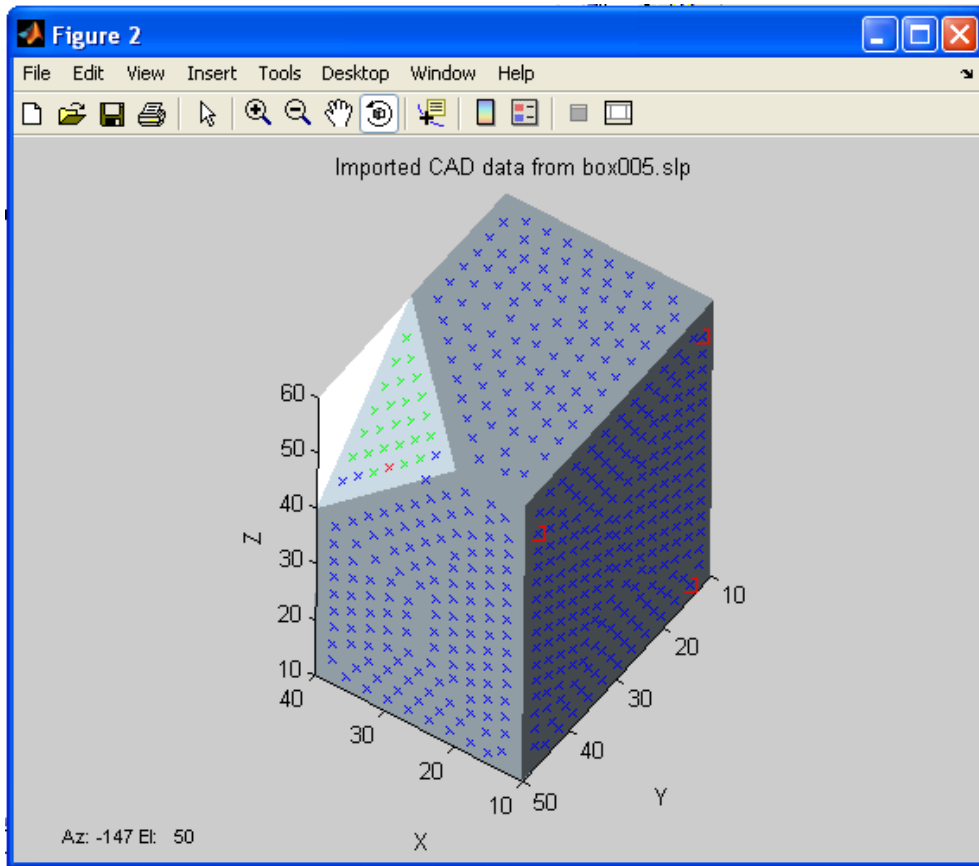 Figure 2
File Edit View Insert Tools Desktop Window Help
Imported CAD data from box005.slp
60
50
40
30
20
10
Z
40
30
20
10
X
50
40
30
20
10
Y
Az: -147 El: 50